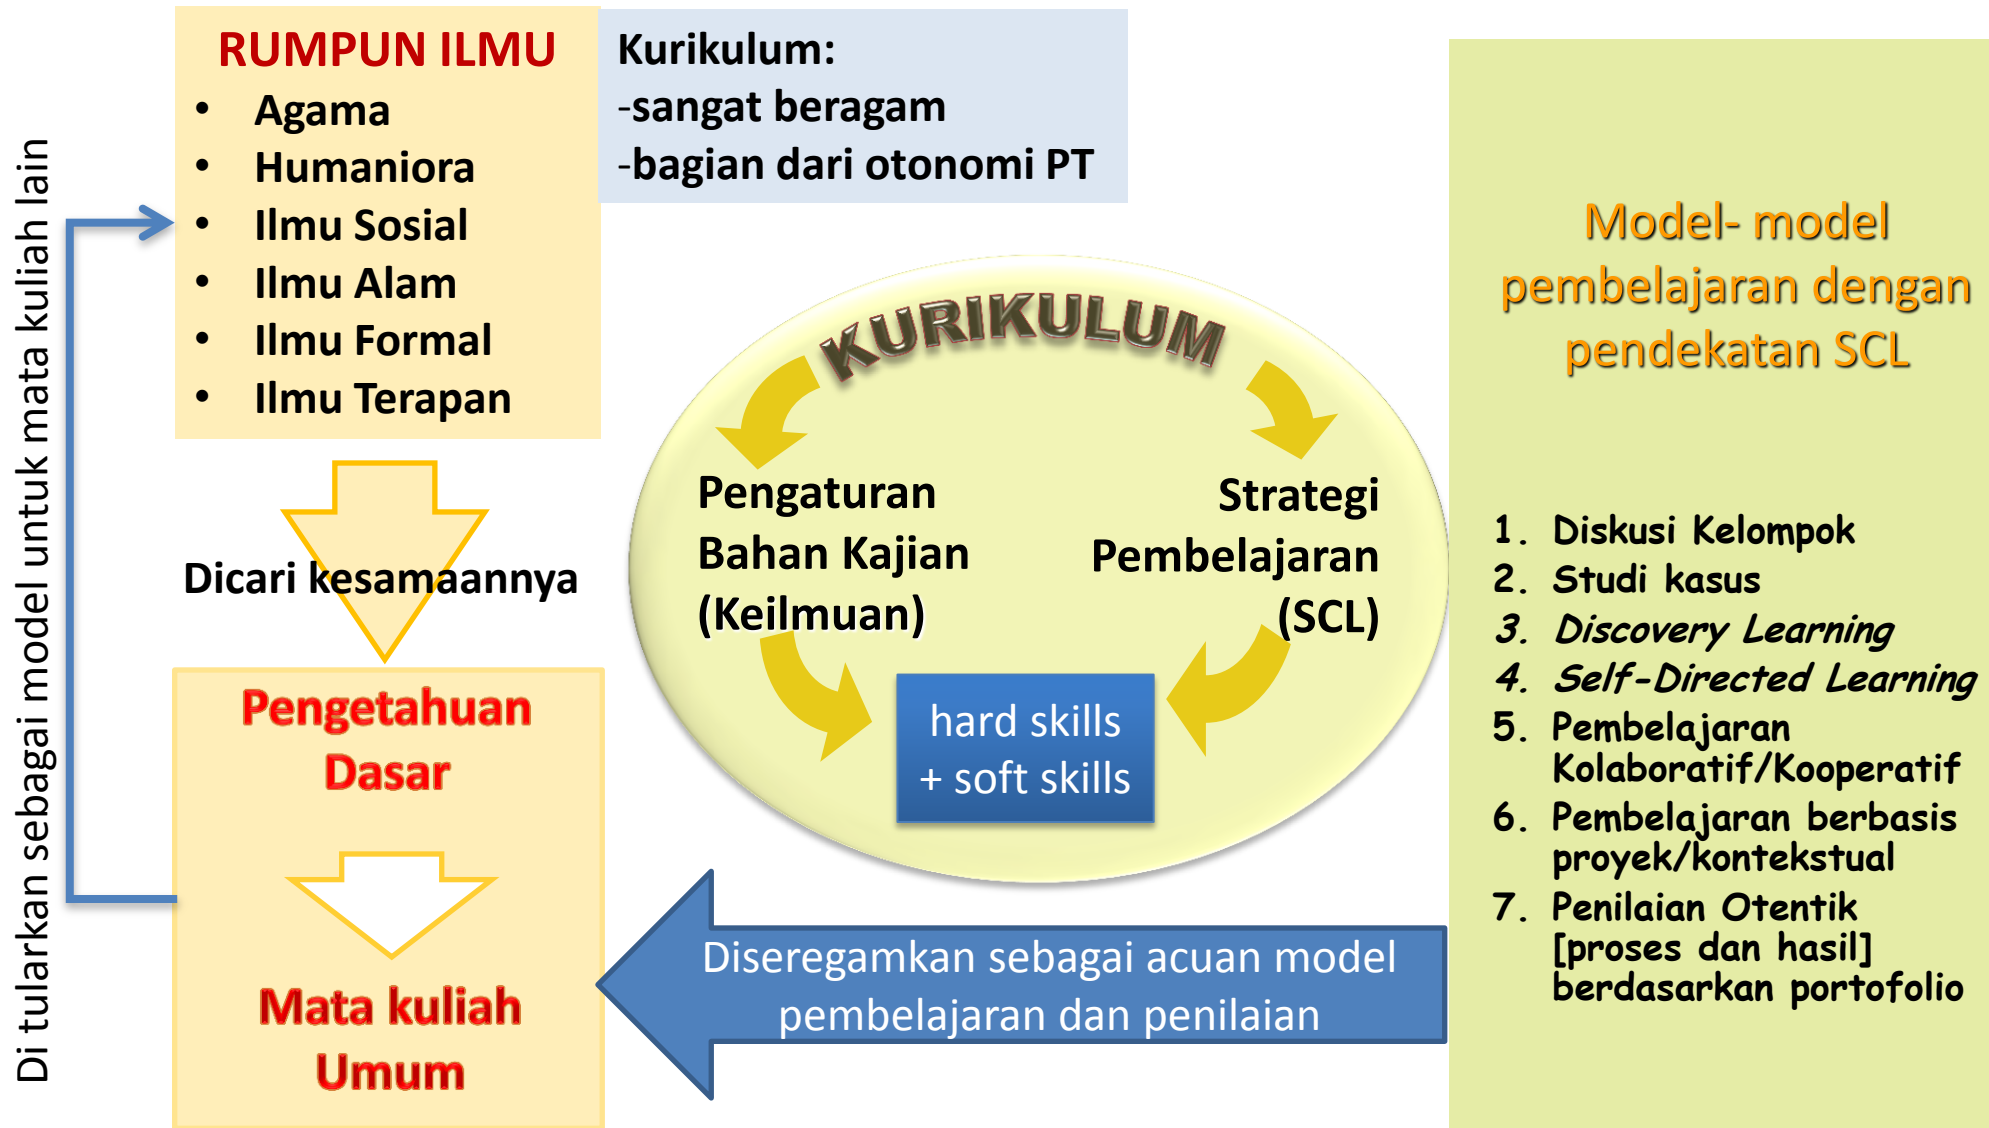 Di tularkan sebagai model untuk mata kuliah lain
RUMPUN ILMU
• Agama
• Humaniora
• Ilmu Sosial
• Ilmu Alam
• Ilmu Formal
• Ilmu Terapan
Dicari kesamaannya
Pengetahuan
Dasar
Mata kuliah
Umum
Kurikulum:
-sangat beragam
-bagian dari otonomi PT
KURIKULUM
Pengaturan
Bahan Kajian
(Keilmuan)
Strategi
Pembelajaran
(SCL)
hard skills
+ soft skills
Diseregamkan sebagai acuan model
pembelajaran dan penilaian
Model- model
pembelajaran dengan
pendekatan SCL
1. Diskusi Kelompok
2. Studi kasus
3. Discovery Learning
4. Self-Directed Learning
5. Pembelajaran
Kolaboratif/Kooperatif
6. Pembelajaran berbasis
proyek/kontekstual
7. Penilaian Otentik
[proses dan hasil]
berdasarkan portofolio